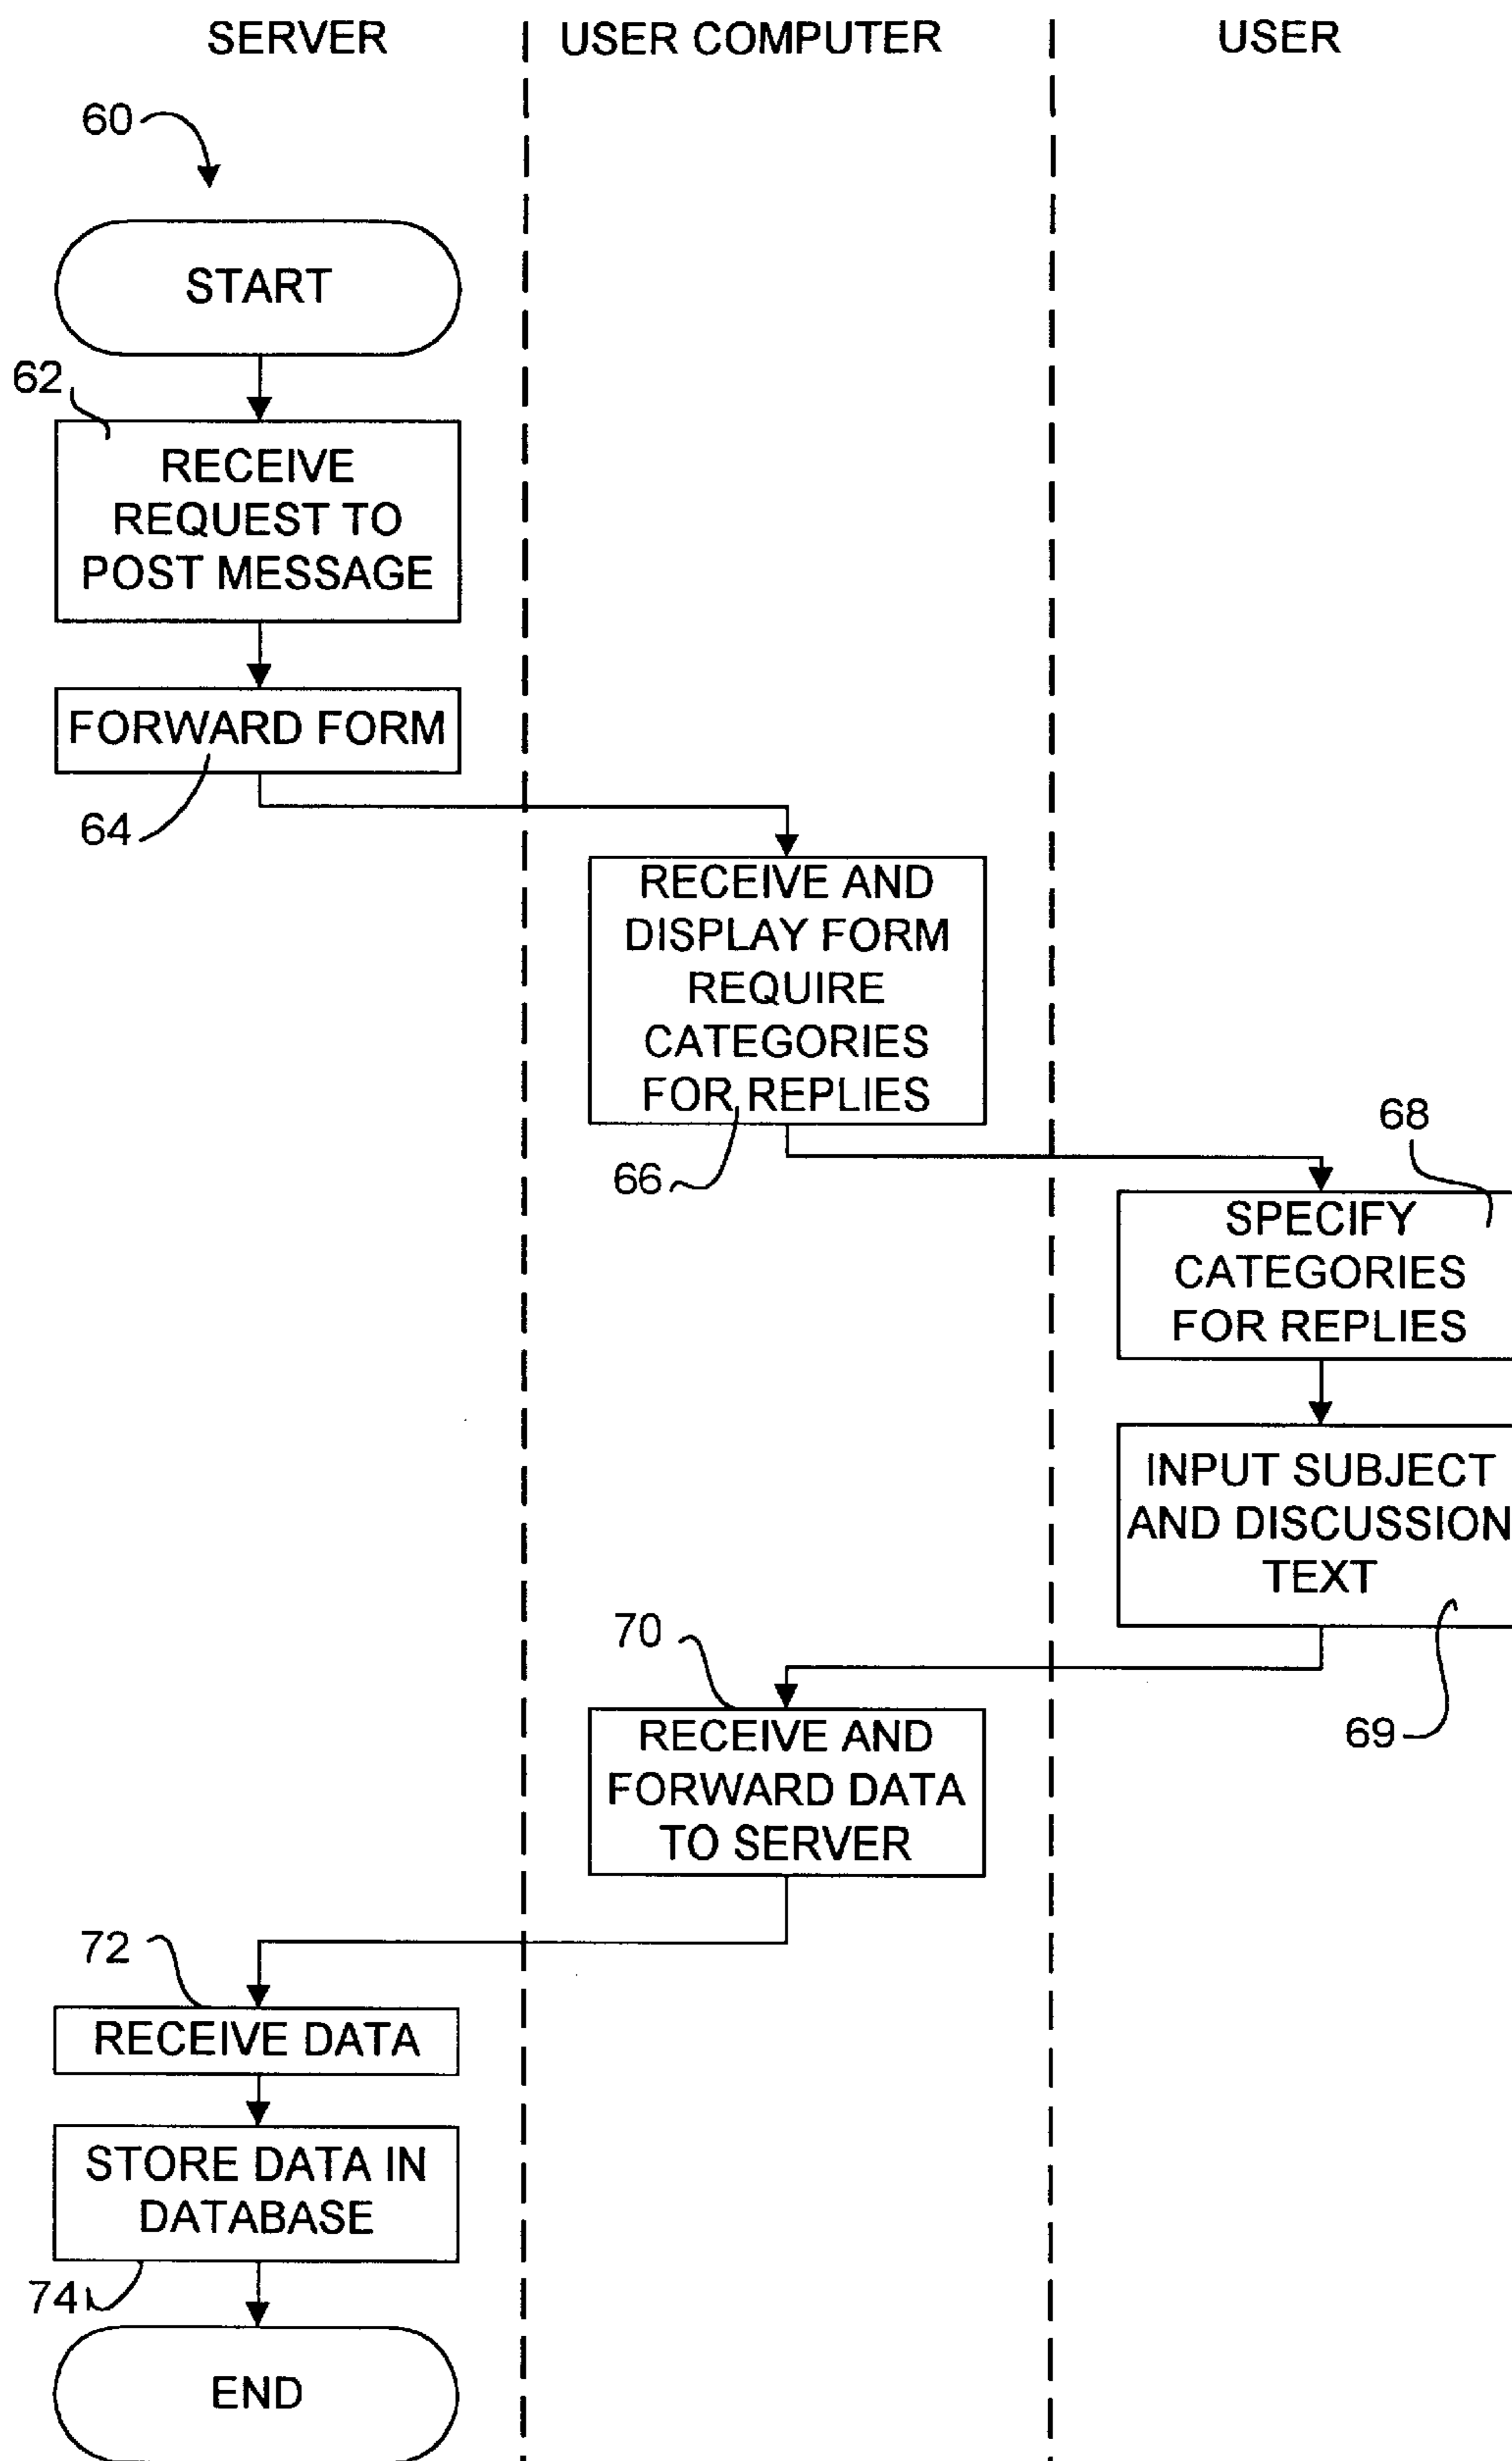 SERVER
USER COMPUTER
USER
60
START
62
RECEIVE
REQUEST TO
POST MESSAGE
FORWARD FORM
64
RECEIVE AND
DISPLAY FORM
REQUIRE
CATEGORIES
FOR REPLIES
66
68
SPECIFY
CATEGORIES
FOR REPLIES
INPUT SUBJECT
AND DISCUSSION
TEXT
69
70
RECEIVE AND
FORWARD DATA
TO SERVER
72
RECEIVE DATA
STORE DATA IN
DATABASE
74
END